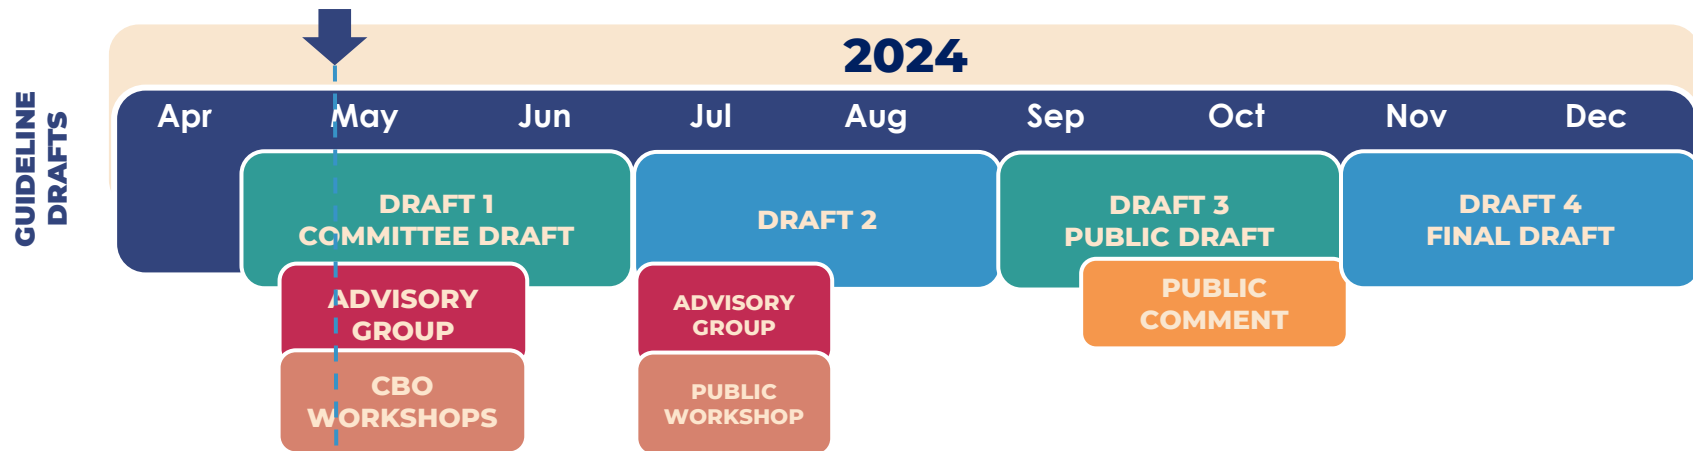 2024
GUIDELINE
DRAFTS
Apr May Jun Jul Aug Sep Oct Nov Dec
DRAFT 1
COMMITTEE DRAFT
DRAFT 2
DRAFT 3
PUBLIC DRAFT
DRAFT 4
FINAL DRAFT
ADVISORY
GROUP
ADVISORY
GROUP
PUBLIC
COMMENT
CBO
WORKSHOPS
PUBLIC
WORKSHOP